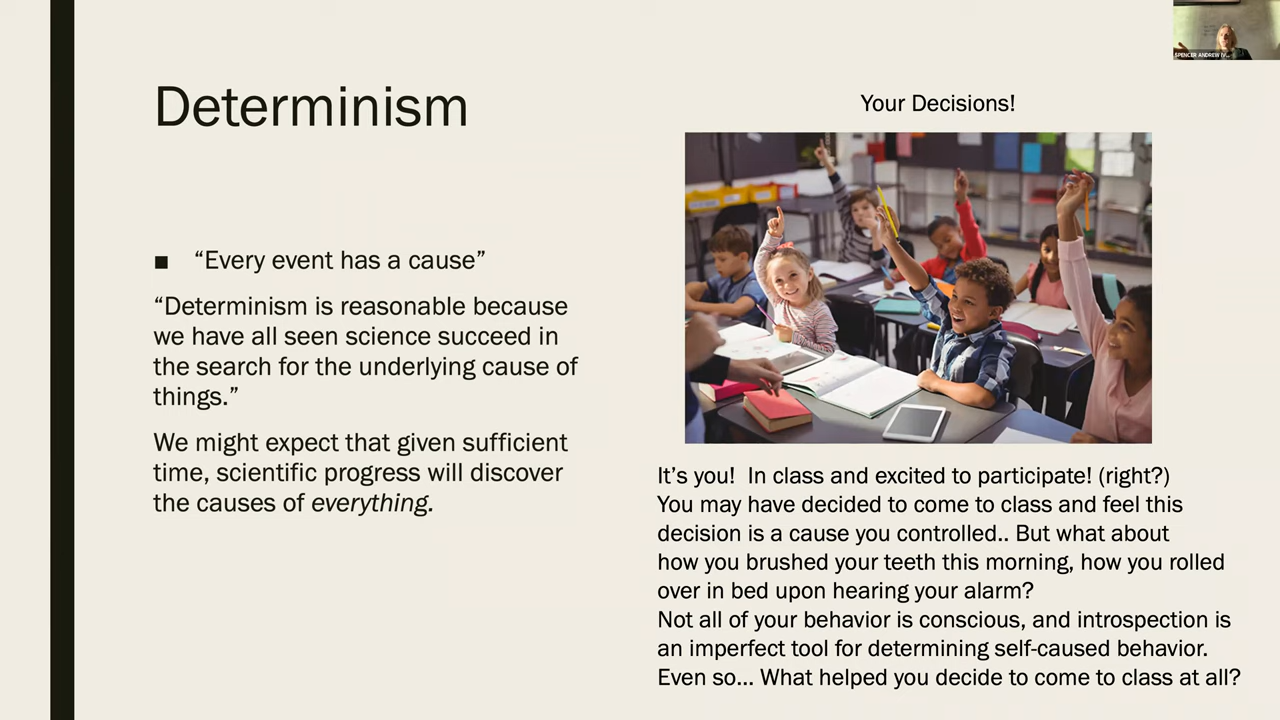 SPENCER ANDREW IV...
Determinism
Your Decisions!
■ “Every event has a cause”
“Determinism is reasonable because
we have all seen science succeed in
the search for the underlying cause of
things.”
We might expect that given sufficient
time, scientific progress will discover
the causes of everything.
It’s you!  In class and excited to participate! (right?)
You may have decided to come to class and feel this
decision is a cause you controlled.. But what about
how you brushed your teeth this morning, how you rolled
over in bed upon hearing your alarm?
Not all of your behavior is conscious, and introspection is
an imperfect tool for determining self-caused behavior.
Even so... What helped you decide to come to class at all?